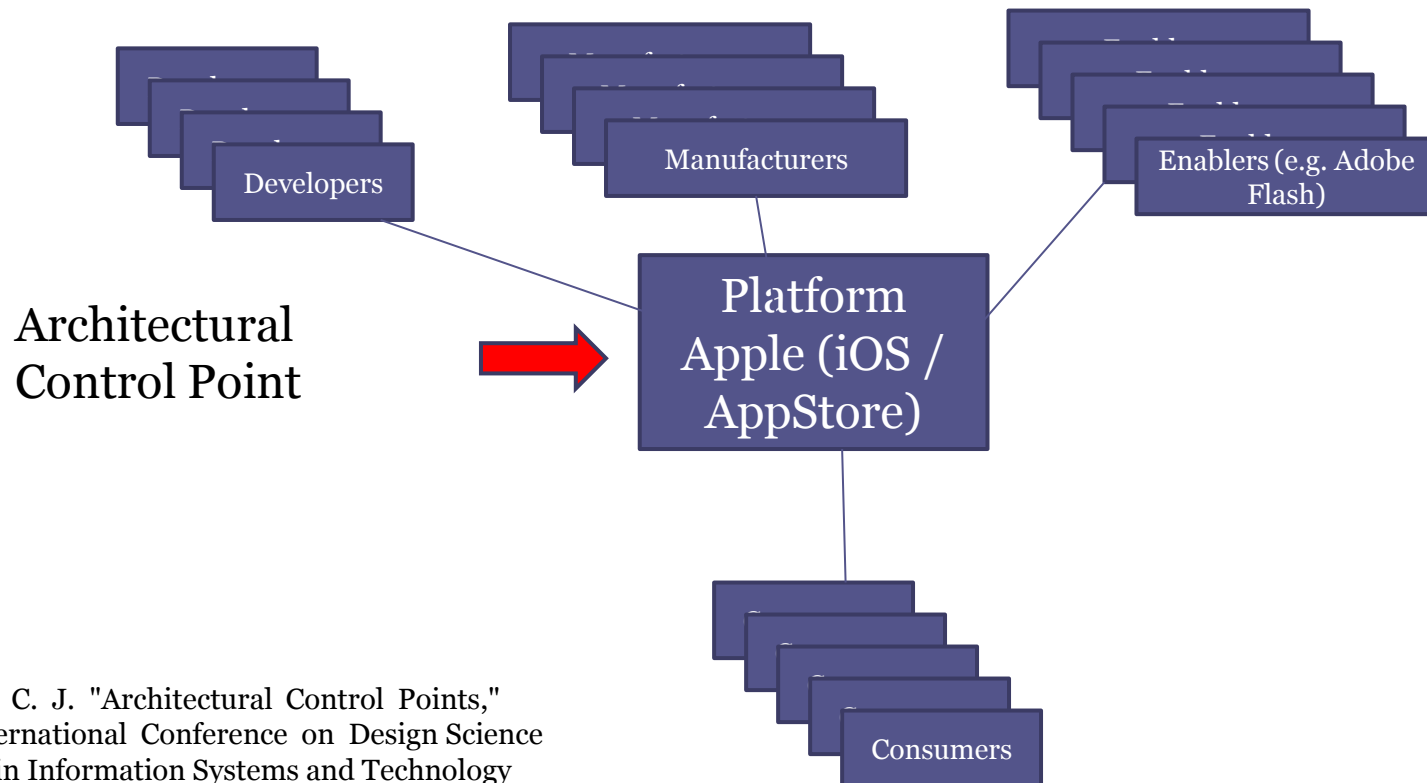 Developers
Manufacturers
Enablers (e.g. Adobe
Flash)
Platform
Apple (iOS /
AppStore)
Architectural
Control Point
C. J. "Architectural Control Points,"
ernational Conference on Design Science
in Information Systems and Technology
Consumers